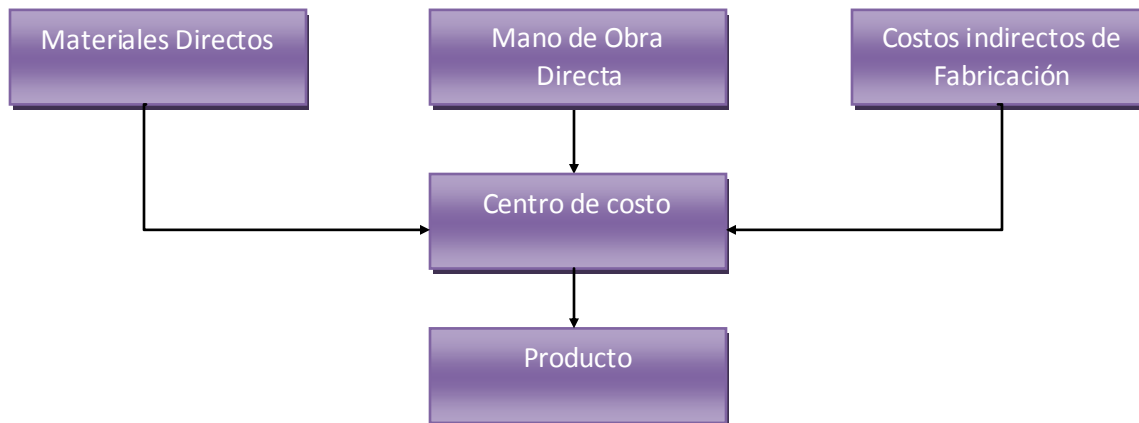 Materiales Directos
Mano de Obra
Directa
Costos indirectos de
Fabricación
Centro de costo
Producto